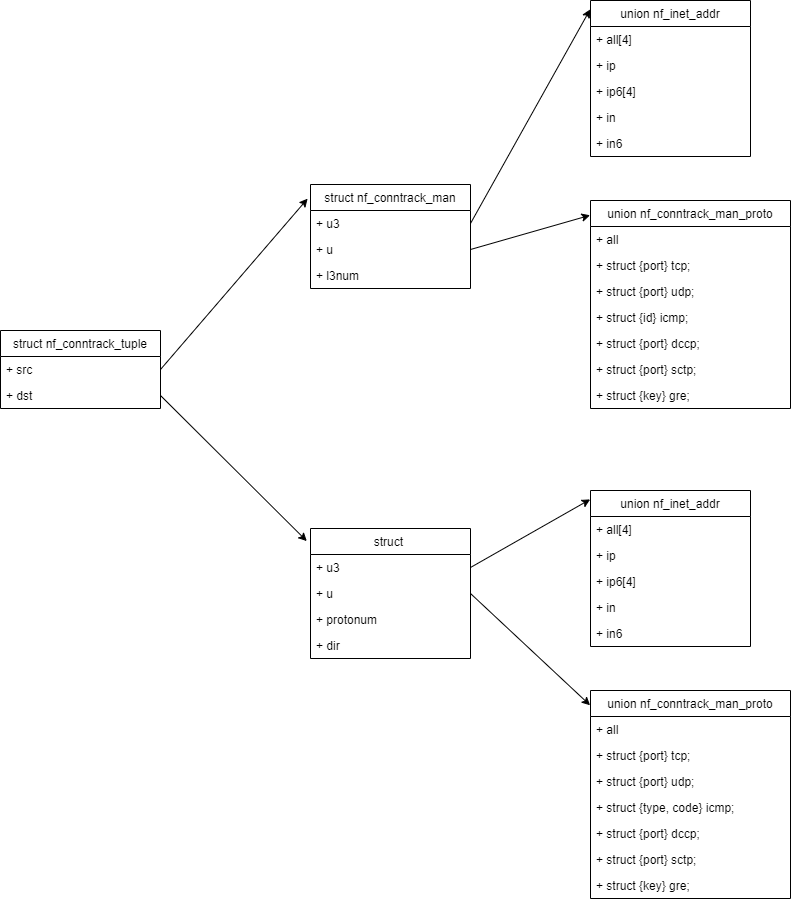 union nf_inet_addr
+ all[4]
+ ip
+ ip6[4]
+ in
+ in6
struct nf_conntrack_man
+ u3
+ u
+ l3num
union nf_conntrack_man_proto
+ all
+ struct {port} tcp;
+ struct {port} udp;
+ struct {id} icmp;
+ struct {port} dccp;
+ struct {port} sctp;
+ struct {key} gre;
struct nf_conntrack_tuple
+ src
+ dst
struct
+ u3
+ u
+ protonum
+ dir
union nf_inet_addr
+ all[4]
+ ip
+ ip6[4]
+ in
+ in6
union nf_conntrack_man_proto
+ all
+ struct {port} tcp;
+ struct {port} udp;
+ struct {type, code} icmp;
+ struct {port} dccp;
+ struct {port} sctp;
+ struct {key} gre;